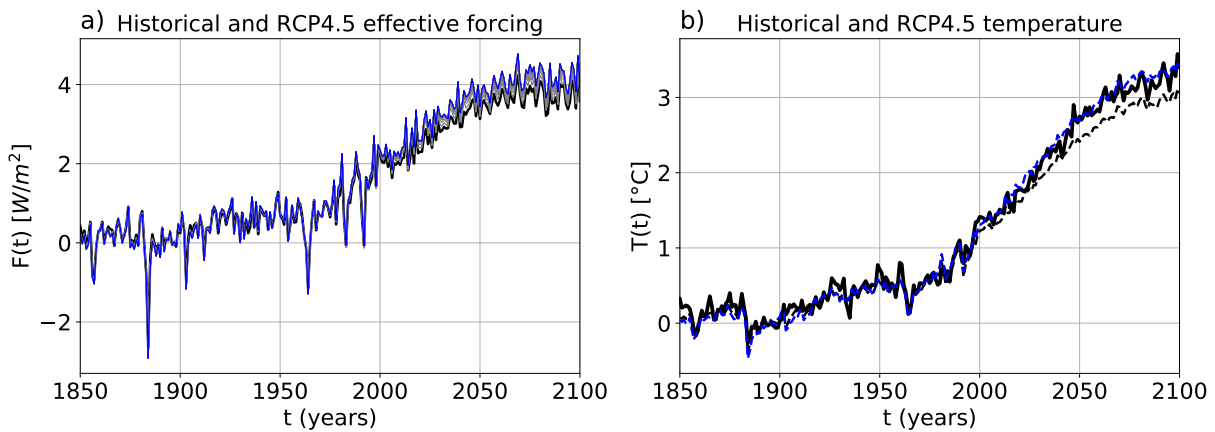 a) Historical and RCP4.5 effective forcing
F(t) [W/m²]
4
2
0
−2
1850 1900 1950 2000 2050 2100
t (years)
b) Historical and RCP4.5 temperature
T(t) [°C]
3
2
1
0
1850 1900 1950 2000 2050 2100
t (years)